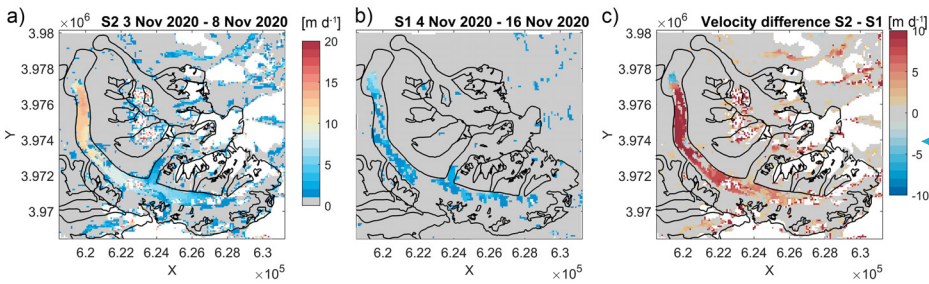 a) S2 3 Nov 2020 - 8 Nov 2020 [m d⁻¹]
×10⁶
3.98
3.978
3.976
3.974
3.972
3.97
Y
6.2 6.22 6.24 6.26 6.28 6.3
X
×10⁵
20
15
10
5
0
b) S1 4 Nov 2020 - 16 Nov 2020
6.2 6.22 6.24 6.26 6.28 6.3
X
×10⁵
c) Velocity difference S2 - S1 [m d⁻¹]
×10⁶
3.98
3.978
3.976
3.974
3.972
3.97
Y
6.2 6.22 6.24 6.26 6.28 6.3
X
×10⁵
10
5
0
-5
-10